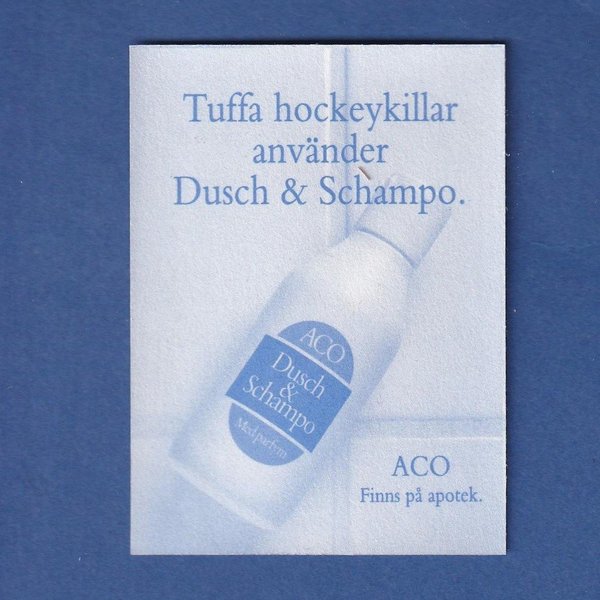 Tuffa hockeykillar
använder
Dusch & Schampo.
ACO
Dusch
&
Schampo
Med parfym
ACO
Finns på apotek.